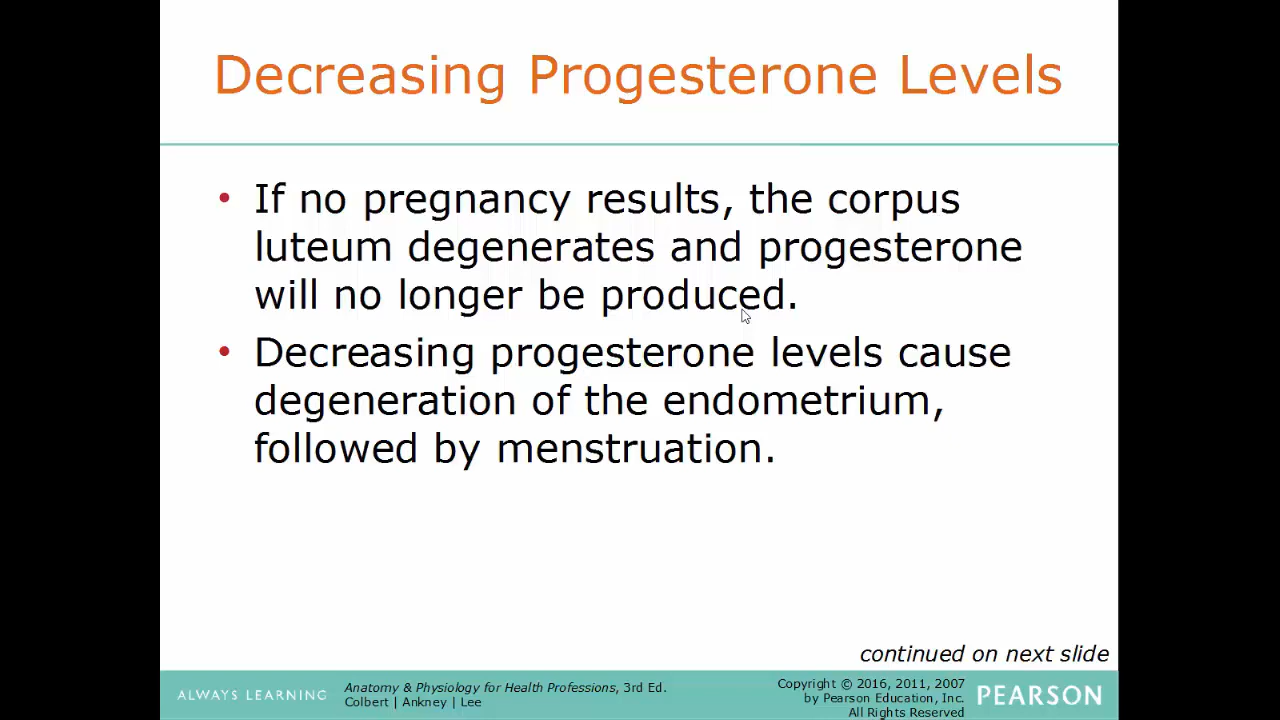 Decreasing Progesterone Levels
• If no pregnancy results, the corpus
luteum degenerates and progesterone
will no longer be produced.
• Decreasing progesterone levels cause
degeneration of the endometrium,
followed by menstruation.
continued on next slide
ALWAYS LEARNING
Anatomy & Physiology for Health Professions, 3rd Ed.
Colbert | Ankney | Lee
Copyright © 2016, 2011, 2007
by Pearson Education, Inc.
All Rights Reserved
PEARSON